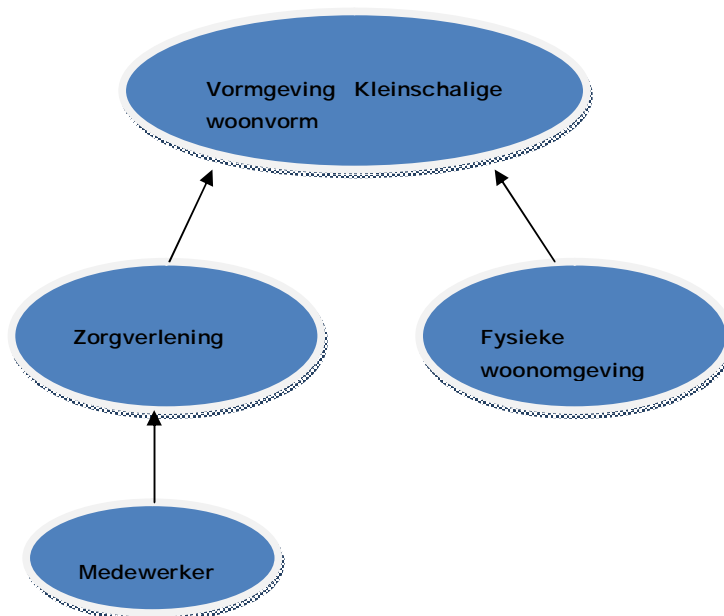 Vormgeving Kleinschalige
woonvorm
Zorgverlening
Fysieke
woonomgeving
Medewerker